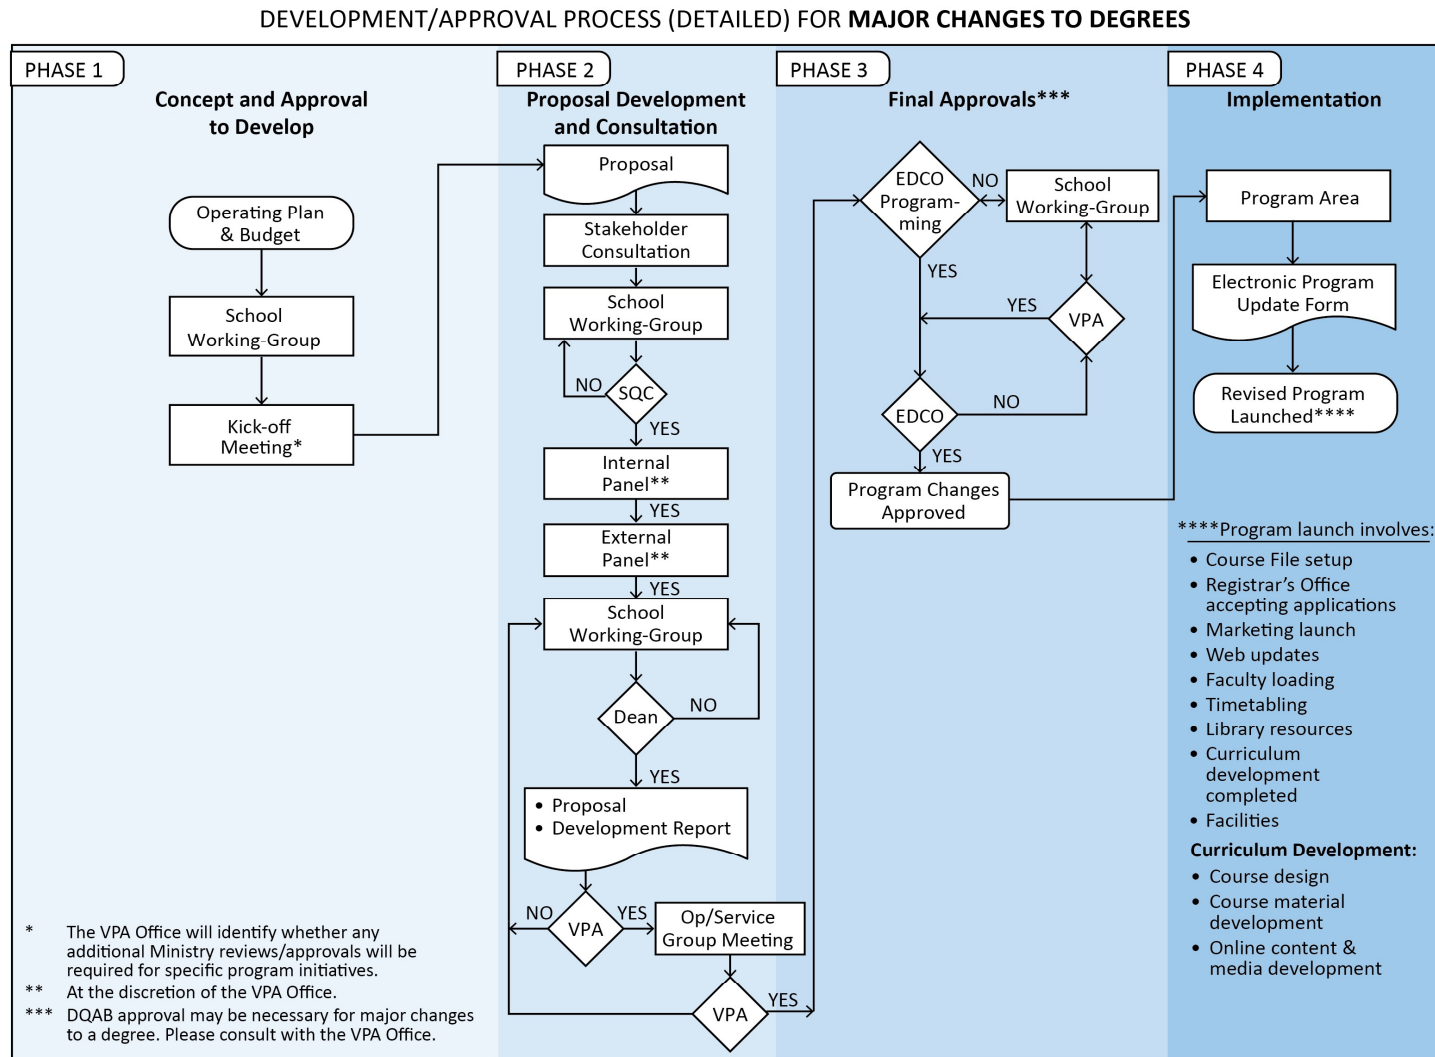 DEVELOPMENT/APPROVAL PROCESS (DETAILED) FOR MAJOR CHANGES TO DEGREES
PHASE 1
Concept and Approval
to Develop
Operating Plan
& Budget
School
Working-Group
Kick-off
Meeting*
* The VPA Office will identify whether any
additional Ministry reviews/approvals will be
required for specific program initiatives.
** At the discretion of the VPA Office.
*** DQAB approval may be necessary for major changes
to a degree. Please consult with the VPA Office.
PHASE 2
Proposal Development
and Consultation
Proposal
Stakeholder
Consultation
School
Working-Group
NO
SQC
YES
Internal
Panel**
YES
External
Panel**
YES
School
Working-Group
Dean
NO
YES
• Proposal
• Development Report
NO
VPA
YES
Op/Service
Group Meeting
VPA
YES
PHASE 3
Final Approvals***
EDCO
Program-
ming
NO
School
Working-Group
YES
YES
VPA
EDCO
NO
YES
Program Changes
Approved
PHASE 4
Implementation
Program Area
Electronic Program
Update Form
Revised Program
Launched****
****Program launch involves:
• Course File setup
• Registrar’s Office
accepting applications
• Marketing launch
• Web updates
• Faculty loading
• Timetabling
• Library resources
• Curriculum
development
completed
• Facilities
Curriculum Development:
• Course design
• Course material
development
• Online content &
media development